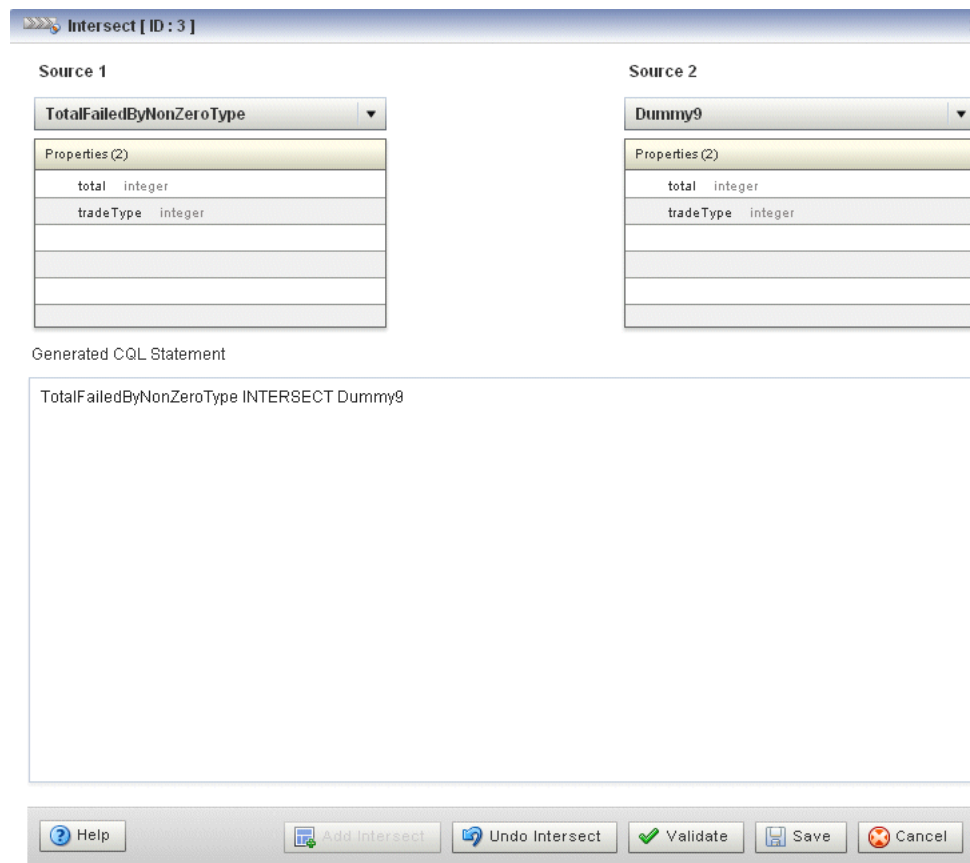 Intersect [ ID : 3 ]
Source 1
Source 2
TotalFailedByNonZeroType
Dummy9
Properties (2)
Properties (2)
total integer
total integer
tradeType integer
tradeType integer
Generated CQL Statement
TotalFailedByNonZeroType INTERSECT Dummy9
Help
Add Intersect
Undo Intersect
Validate
Save
Cancel